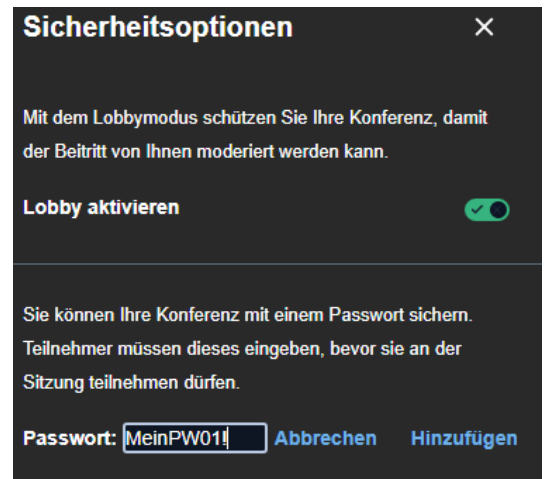 Sicherheitsoptionen
Mit dem Lobbymodus schützen Sie Ihre Konferenz, damit
der Beitritt von Ihnen moderiert werden kann.
Lobby aktivieren
Sie können Ihre Konferenz mit einem Passwort sichern.
Teilnehmer müssen dieses eingeben, bevor sie an der
Sitzung teilnehmen dürfen.
Passwort: MeinPW01! Abbrechen Hinzufügen